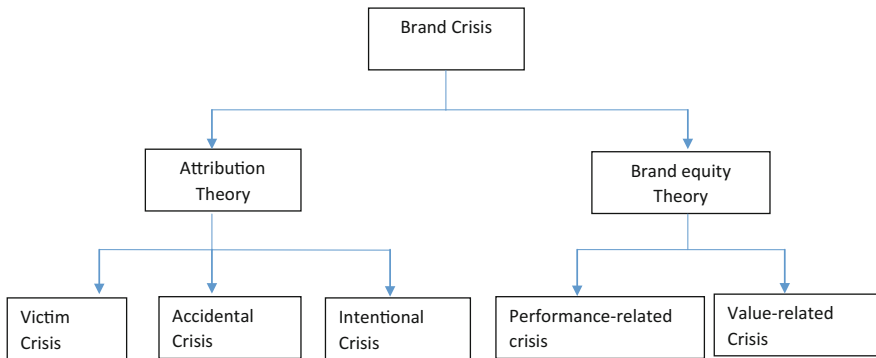 Brand Crisis
Attribution
Theory
Brand equity
Theory
Victim
Crisis
Accidental
Crisis
Intentional
Crisis
Performance-related
crisis
Value-related
Crisis